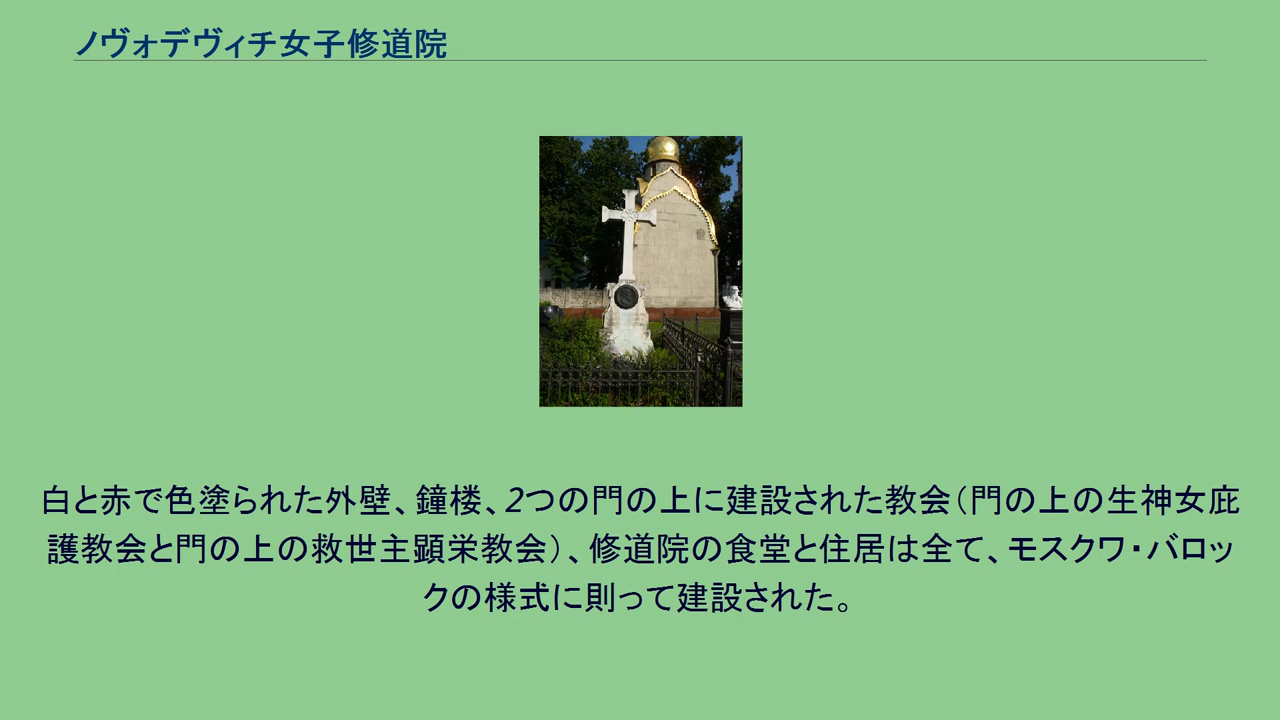 ノヴォデヴィチ女子修道院
白と赤で色塗られた外壁、鐘楼、2つの門の上に建設された教会（門の上の生神女庇
護教会と門の上の救世主顕栄教会）、修道院の食堂と住居は全て、モスクワ・バロッ
クの様式に則って建設された。